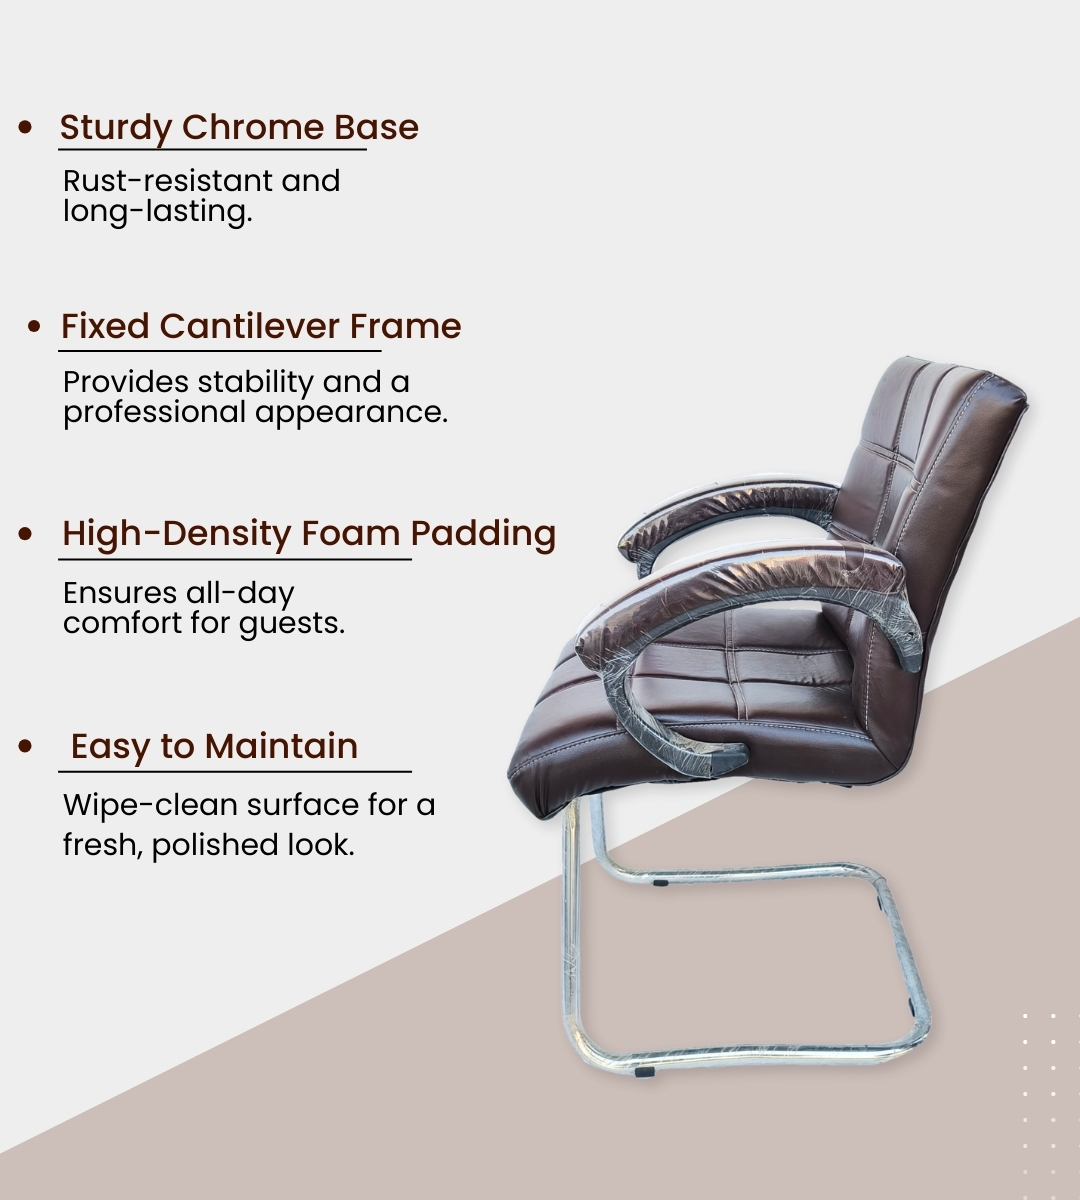 Sturdy Chrome Base
Rust-resistant and
long-lasting.
Fixed Cantilever Frame
Provides stability and a
professional appearance.
High-Density Foam Padding
Ensures all-day
comfort for guests.
Easy to Maintain
Wipe-clean surface for a
fresh, polished look.